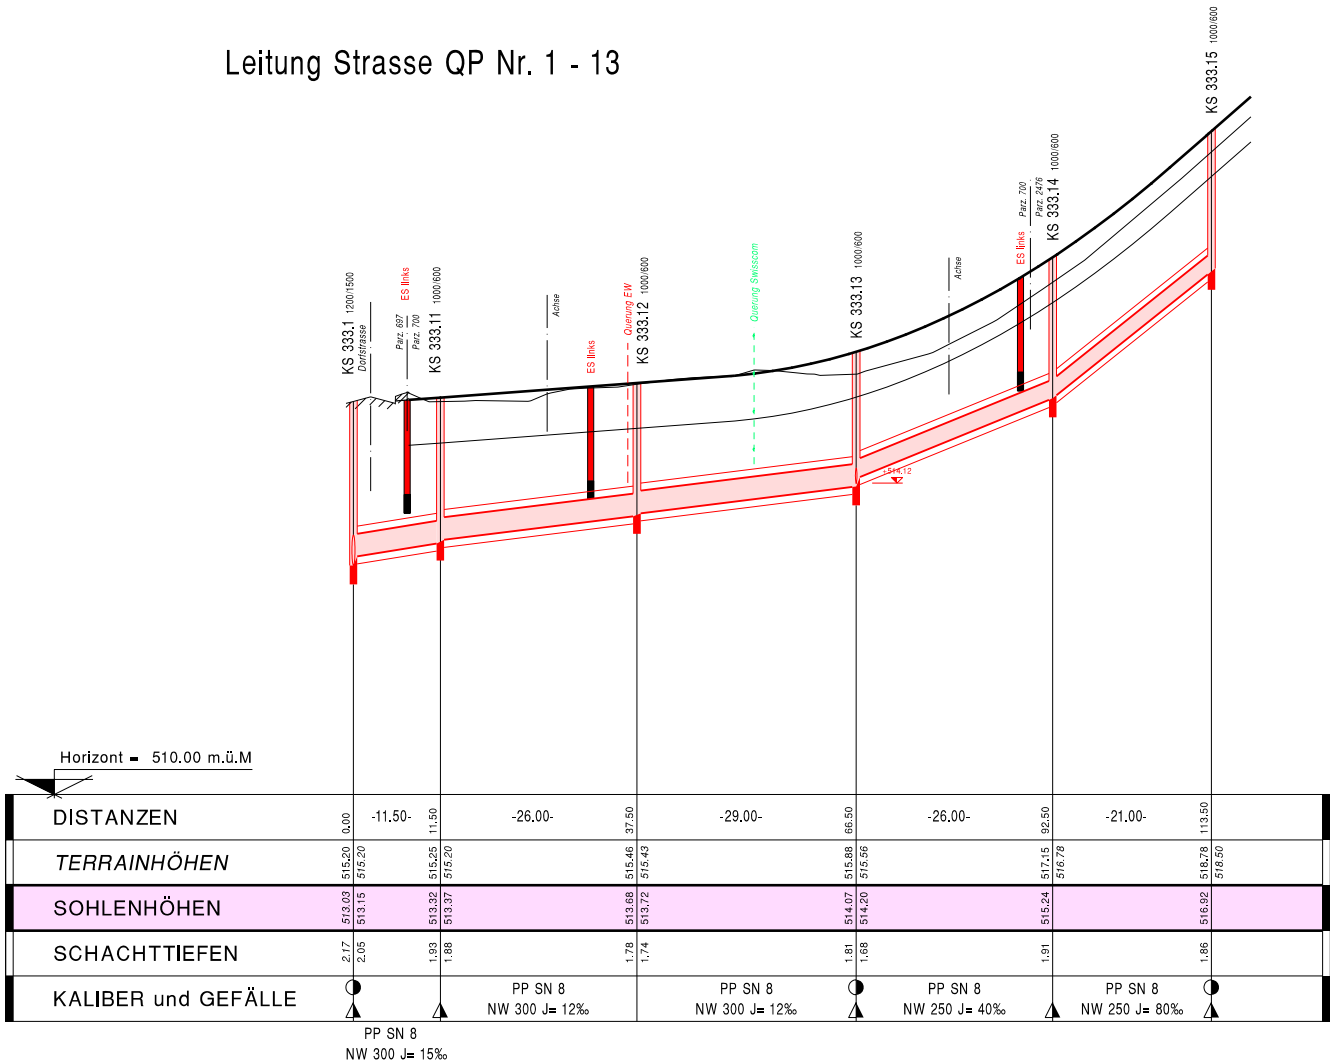 Leitung Strasse QP Nr. 1 - 13
KS 333.1 1200/1500
Dorfstrasse
Parz. 697
Parz. 700
ES links
KS 333.11 1000/600
Achse
ES links
Querung EW
KS 333.12 1000/600
Querung Swisscom
KS 333.13 1000/600
514.12
Achse
ES links
Parz. 700
Parz. 2476
KS 333.14 1000/600
KS 333.15 1000/600
Horizont = 510.00 m.ü.M
DISTANZEN 0.00 -11.50- 11.50 -26.00- 37.50 -29.00- 66.50 -26.00- 92.50 -21.00- 113.50
TERRAINHÖHEN 515.20 515.20 515.25 515.20 515.46 515.43 515.88 515.56 517.15 516.78 518.78 518.50
SOHLENHÖHEN 513.03 513.15 513.32 513.37 513.68 513.72 514.07 514.20 515.24 516.92
SCHACHTTIEFEN 2.17 2.05 1.93 1.88 1.78 1.74 1.81 1.68 1.91 1.86
KALIBER und GEFÄLLE
PP SN 8
NW 300 J= 15‰
PP SN 8
NW 300 J= 12‰
PP SN 8
NW 300 J= 12‰
PP SN 8
NW 250 J= 40‰
PP SN 8
NW 250 J= 80‰